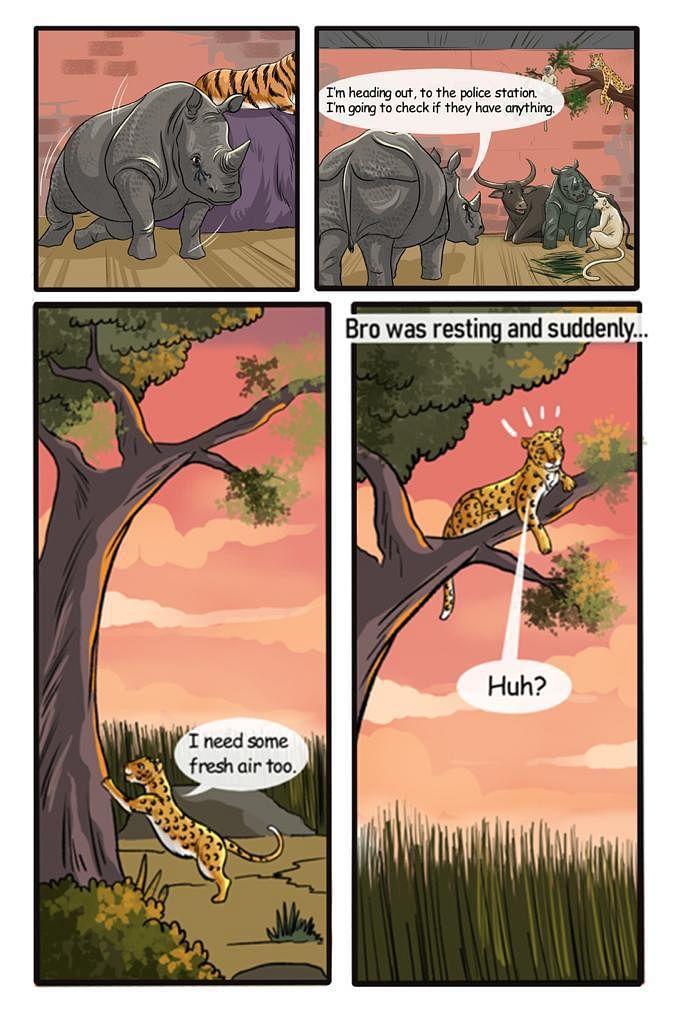 I'm heading out, to the police station.
I'm going to check if they have anything.
Bro was resting and suddenly...
I need some
fresh air too.
Huh?